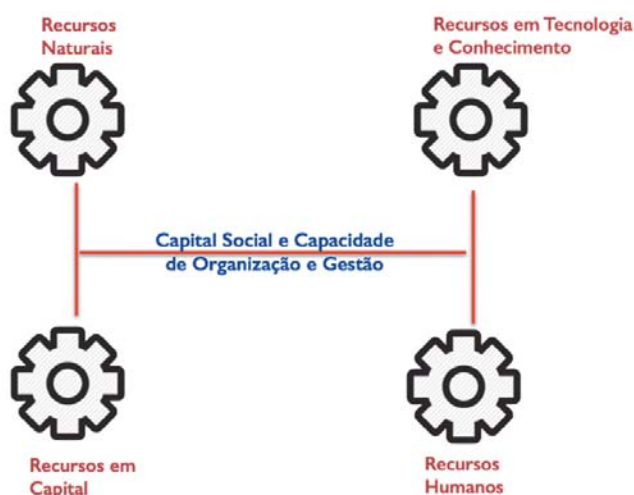 Recursos
Naturais
Recursos em Tecnologia
e Conhecimento
Capital Social e Capacidade
de Organização e Gestão
Recursos em
Capital
Recursos
Humanos